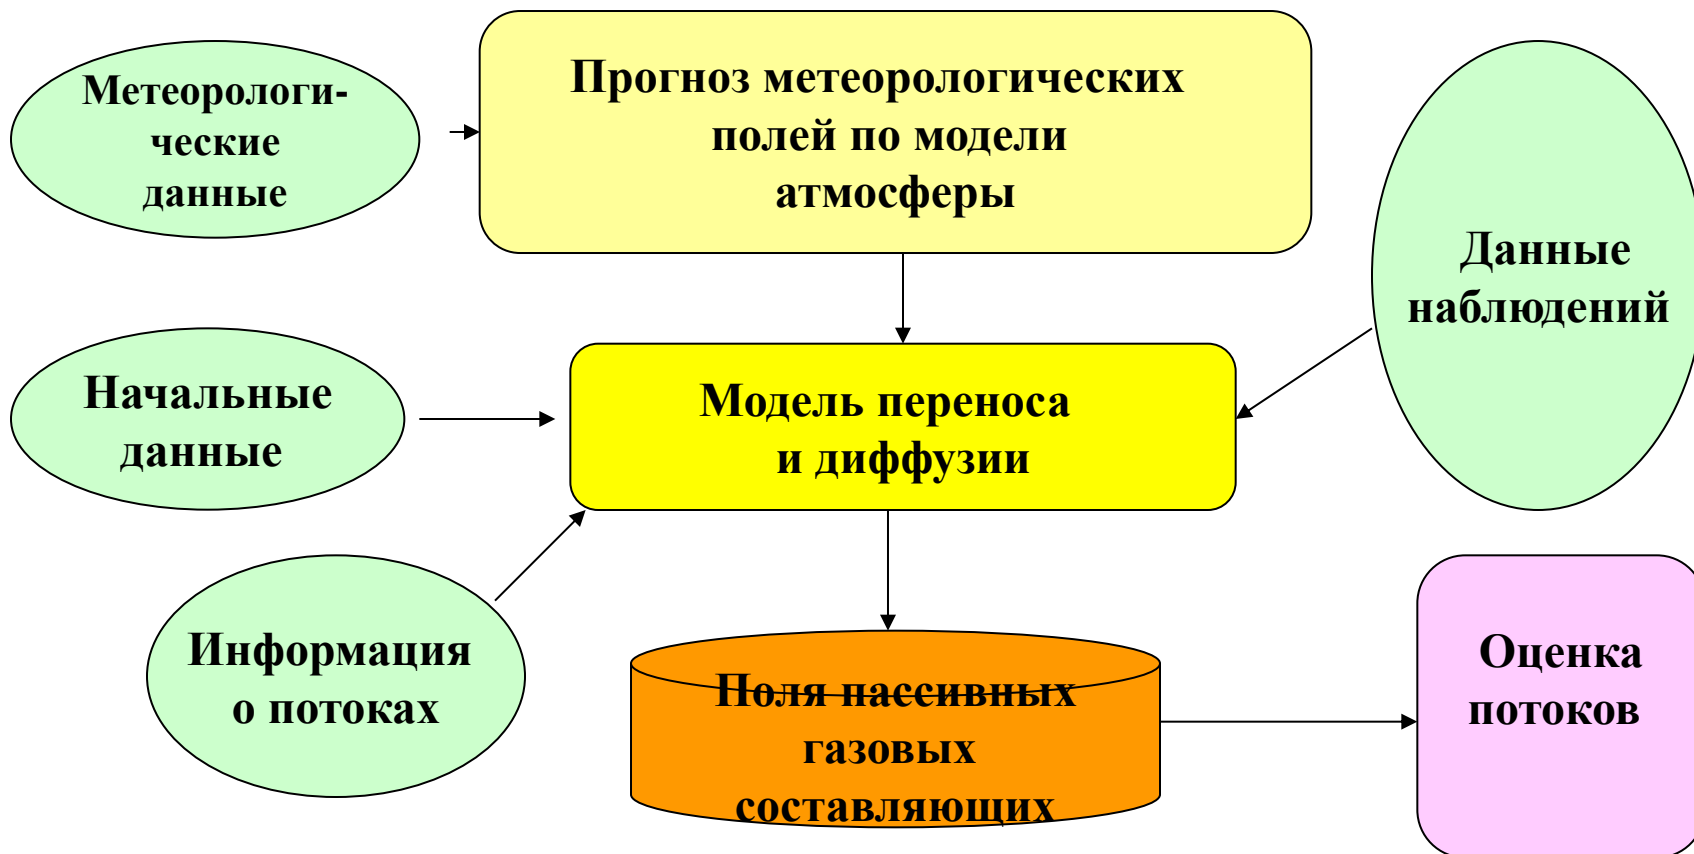 Метеорологи-
ческие
данные
Прогноз метеорологических
полей по модели
атмосферы
Данные
наблюдений
Начальные
данные
Модель переноса
и диффузии
Информация
о потоках
Поля пассивных
газовых
составляющих
Оценка
потоков